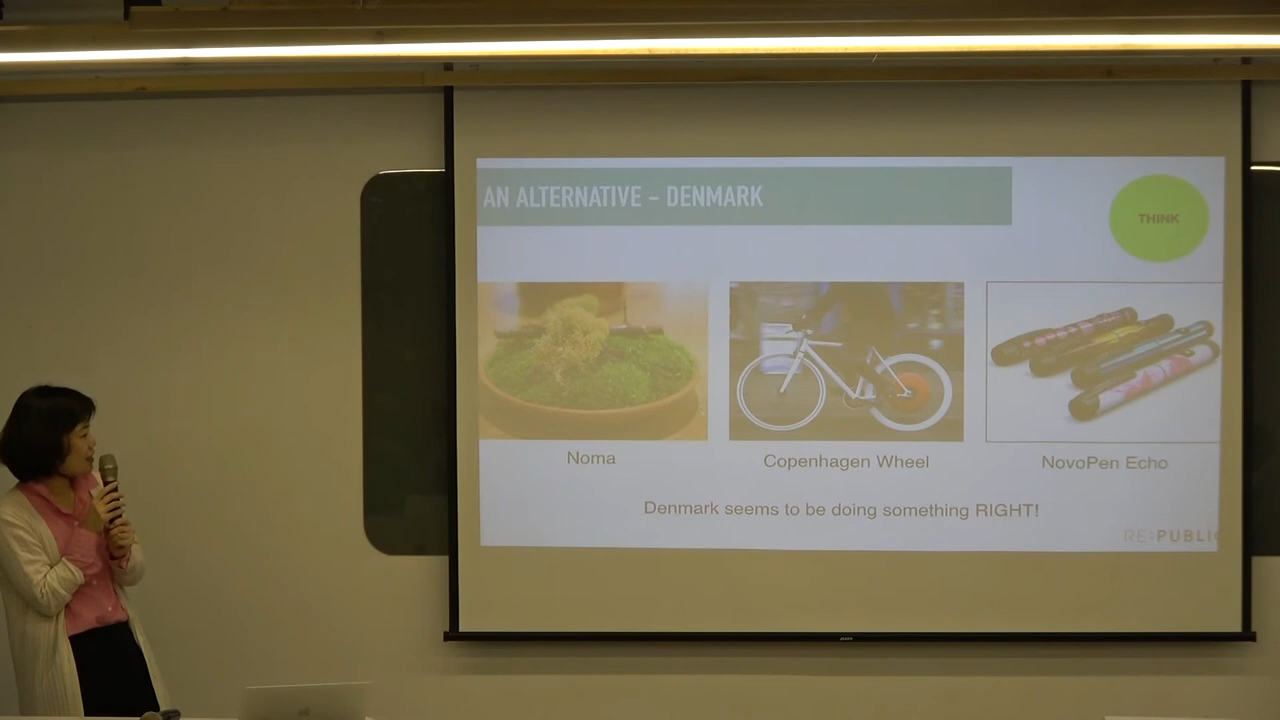 AN ALTERNATIVE – DENMARK
THINK
Noma
Copenhagen Wheel
NovoPen Echo
Denmark seems to be doing something RIGHT!
RE:PUBLIC